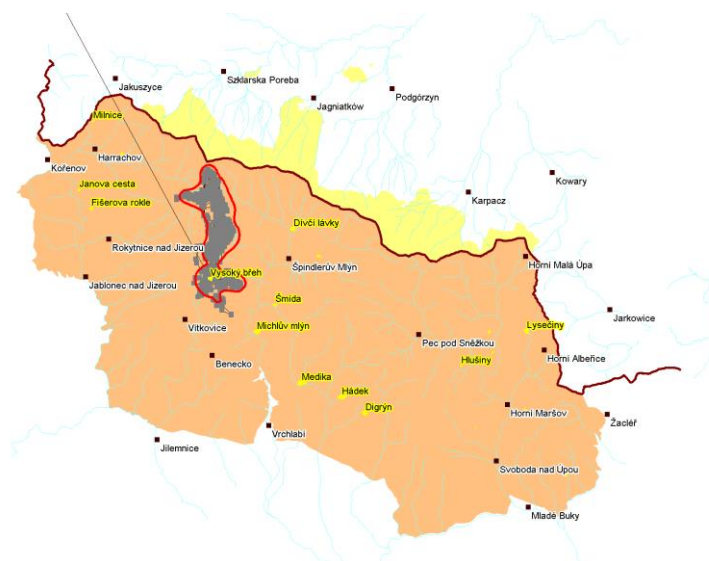 Szklarska Poreba
Jakuszyce
Podgórzyn
Jagniatków
Milnice
Harrachov
Kořenov
Kowary
Janova cesta
Karpacz
Fišerova rokle
Dívčí lávky
Rokytnice nad Jizerou
Špindlerův Mlýn
Horní Malá Úpa
Vysoký břeh
Jablonec nad Jizerou
Šmída
Jarkowice
Vítkovice
Michlův mlýn
Lysečiny
Pec pod Sněžkou
Horní Albeřice
Benecko
Hlušiny
Medika
Hádek
Horní Maršov
Digrýn
Žacléř
Vrchlabí
Jilemnice
Svoboda nad Úpou
Mladé Buky